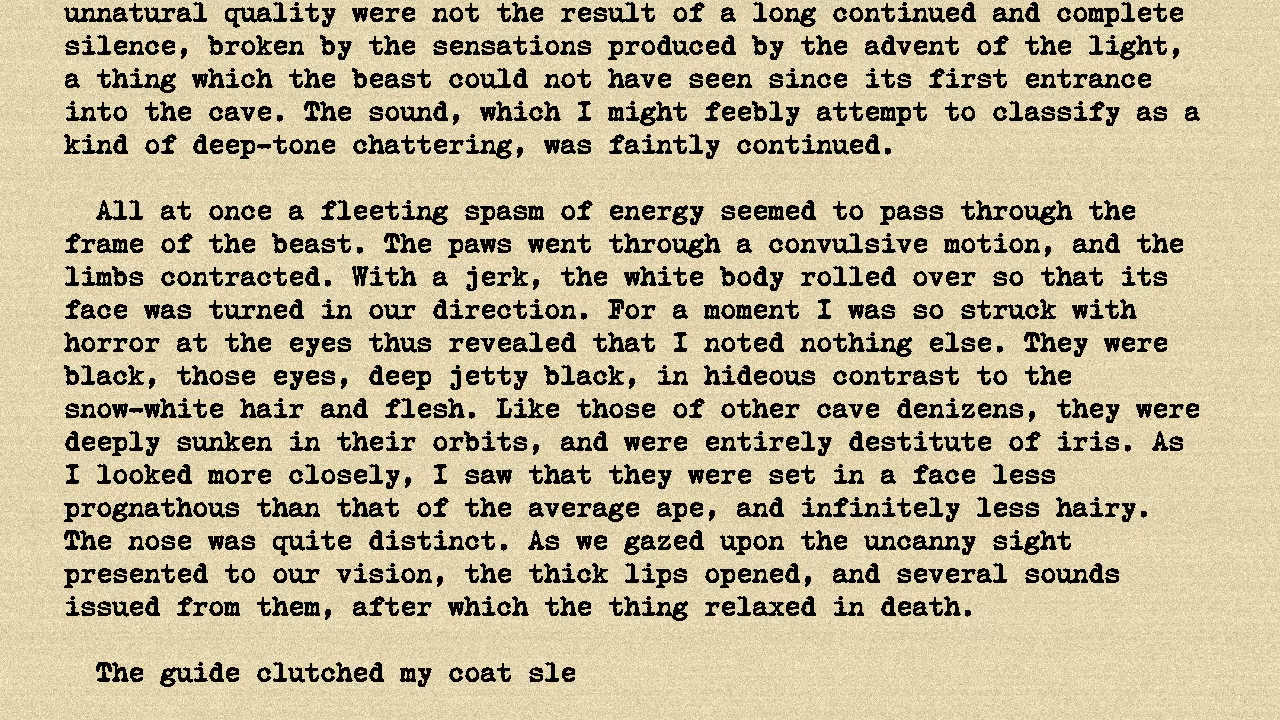 unnatural quality were not the result of a long continued and complete
silence, broken by the sensations produced by the advent of the light,
a thing which the beast could not have seen since its first entrance
into the cave. The sound, which I might feebly attempt to classify as a
kind of deep-tone chattering, was faintly continued.
All at once a fleeting spasm of energy seemed to pass through the
frame of the beast. The paws went through a convulsive motion, and the
limbs contracted. With a jerk, the white body rolled over so that its
face was turned in our direction. For a moment I was so struck with
horror at the eyes thus revealed that I noted nothing else. They were
black, those eyes, deep jetty black, in hideous contrast to the
snow-white hair and flesh. Like those of other cave denizens, they were
deeply sunken in their orbits, and were entirely destitute of iris. As
I looked more closely, I saw that they were set in a face less
prognathous than that of the average ape, and infinitely less hairy.
The nose was quite distinct. As we gazed upon the uncanny sight
presented to our vision, the thick lips opened, and several sounds
issued from them, after which the thing relaxed in death.
The guide clutched my coat sle